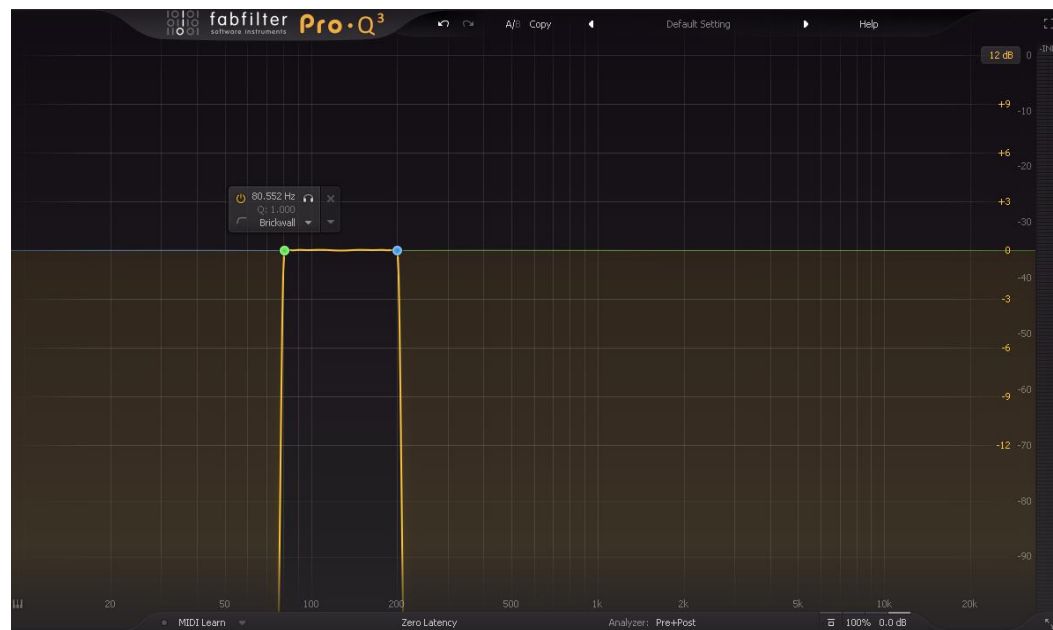 fabfilter Pro·Q3
software instruments
A/B Copy Default Setting Help
12 dB 0 -INF
+9 -10
+6 -20
+3 -30
0 -40
-3 -50
-6 -60
-9
-12 -70
-80
-90
80.552 Hz
Q: 1.000
Brickwall
20 50 100 200 500 1k 2k 5k 10k 20k
MIDI Learn Zero Latency Analyzer: Pre+Post 100% 0.0 dB